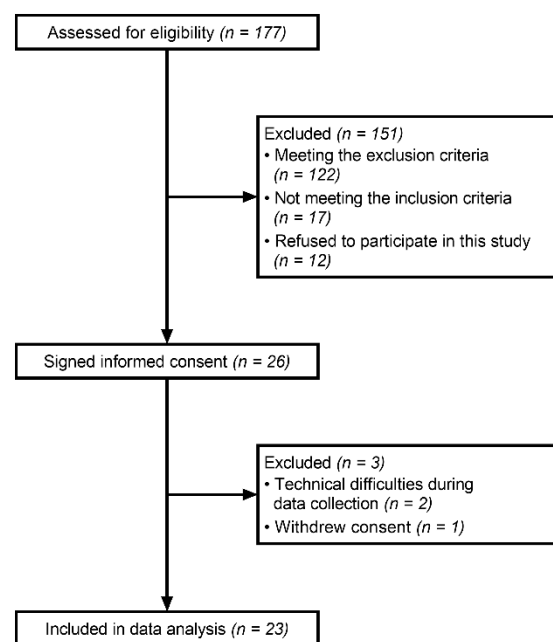 Assessed for eligibility (n = 177)
Excluded (n = 151)
• Meeting the exclusion criteria
(n = 122)
• Not meeting the inclusion criteria
(n = 17)
• Refused to participate in this study
(n = 12)
Signed informed consent (n = 26)
Excluded (n = 3)
• Technical difficulties during
data collection (n = 2)
• Withdrew consent (n = 1)
Included in data analysis (n = 23)